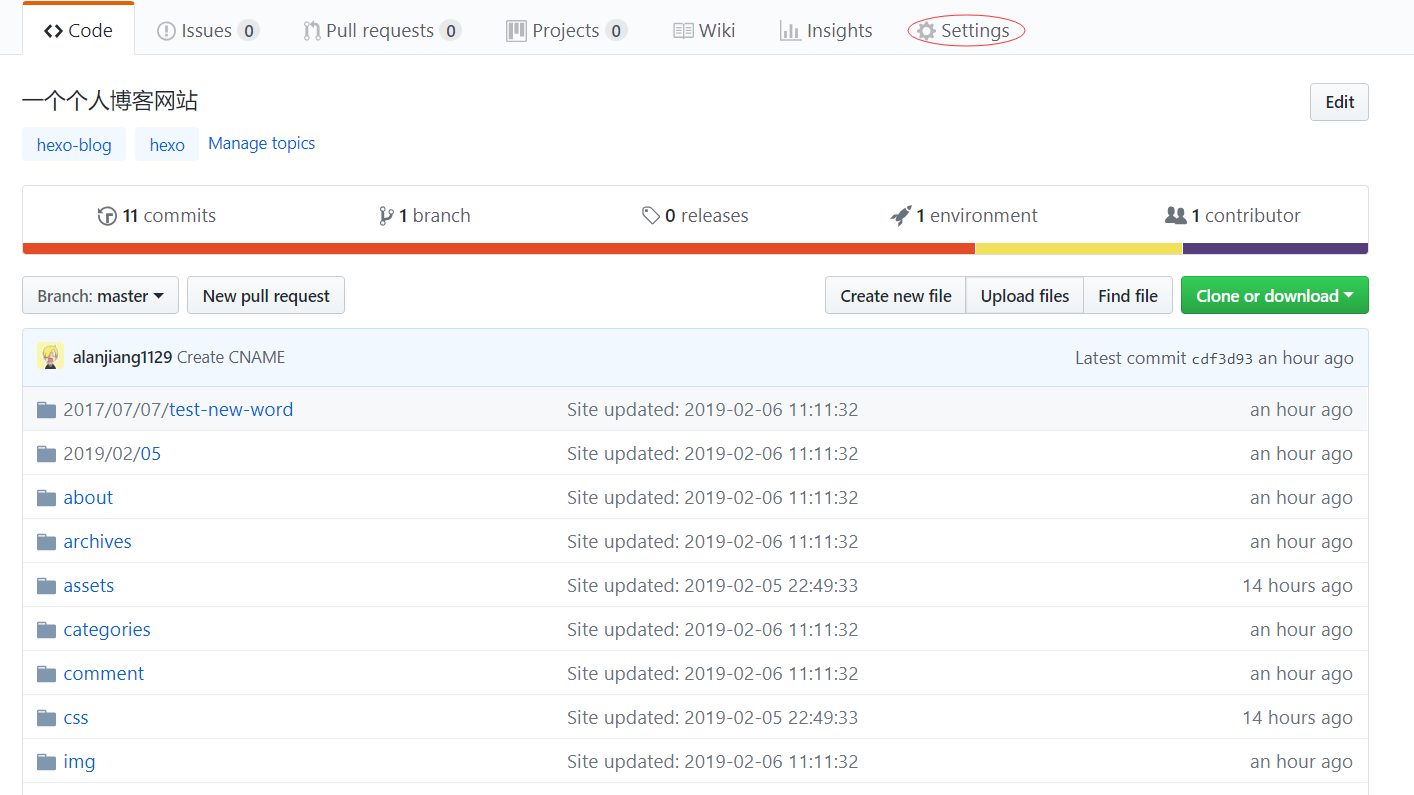 Code Issues 0 Pull requests 0 Projects 0 Wiki Insights Settings
一个个人博客网站 Edit
hexo-blog hexo Manage topics
11 commits 1 branch 0 releases 1 environment 1 contributor
Branch: master New pull request Create new file Upload files Find file Clone or download
alanjiang1129 Create CNAME Latest commit cdf3d93 an hour ago
2017/07/07/test-new-word Site updated: 2019-02-06 11:11:32 an hour ago
2019/02/05 Site updated: 2019-02-06 11:11:32 an hour ago
about Site updated: 2019-02-06 11:11:32 an hour ago
archives Site updated: 2019-02-06 11:11:32 an hour ago
assets Site updated: 2019-02-05 22:49:33 14 hours ago
categories Site updated: 2019-02-06 11:11:32 an hour ago
comment Site updated: 2019-02-06 11:11:32 an hour ago
css Site updated: 2019-02-05 22:49:33 14 hours ago
img Site updated: 2019-02-06 11:11:32 an hour ago